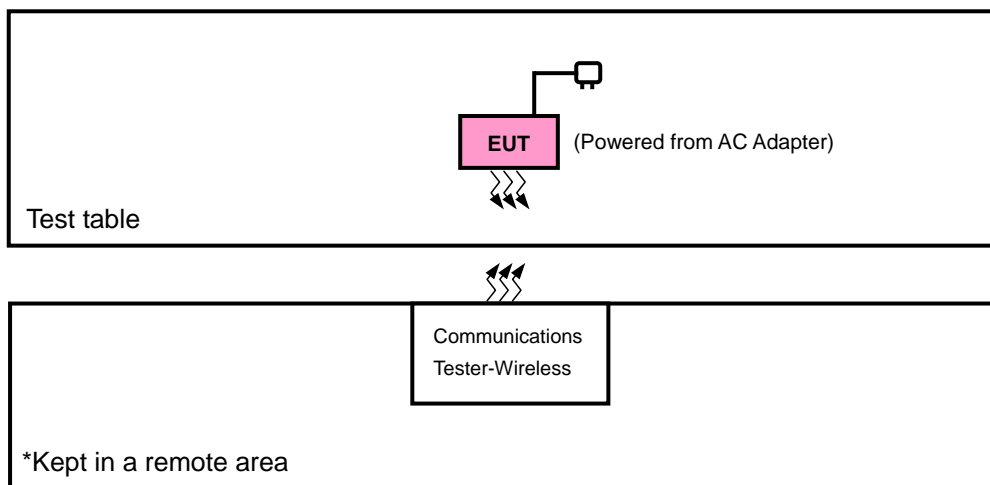 EUT
(Powered from AC Adapter)
Test table
Communications
Tester-Wireless
*Kept in a remote area